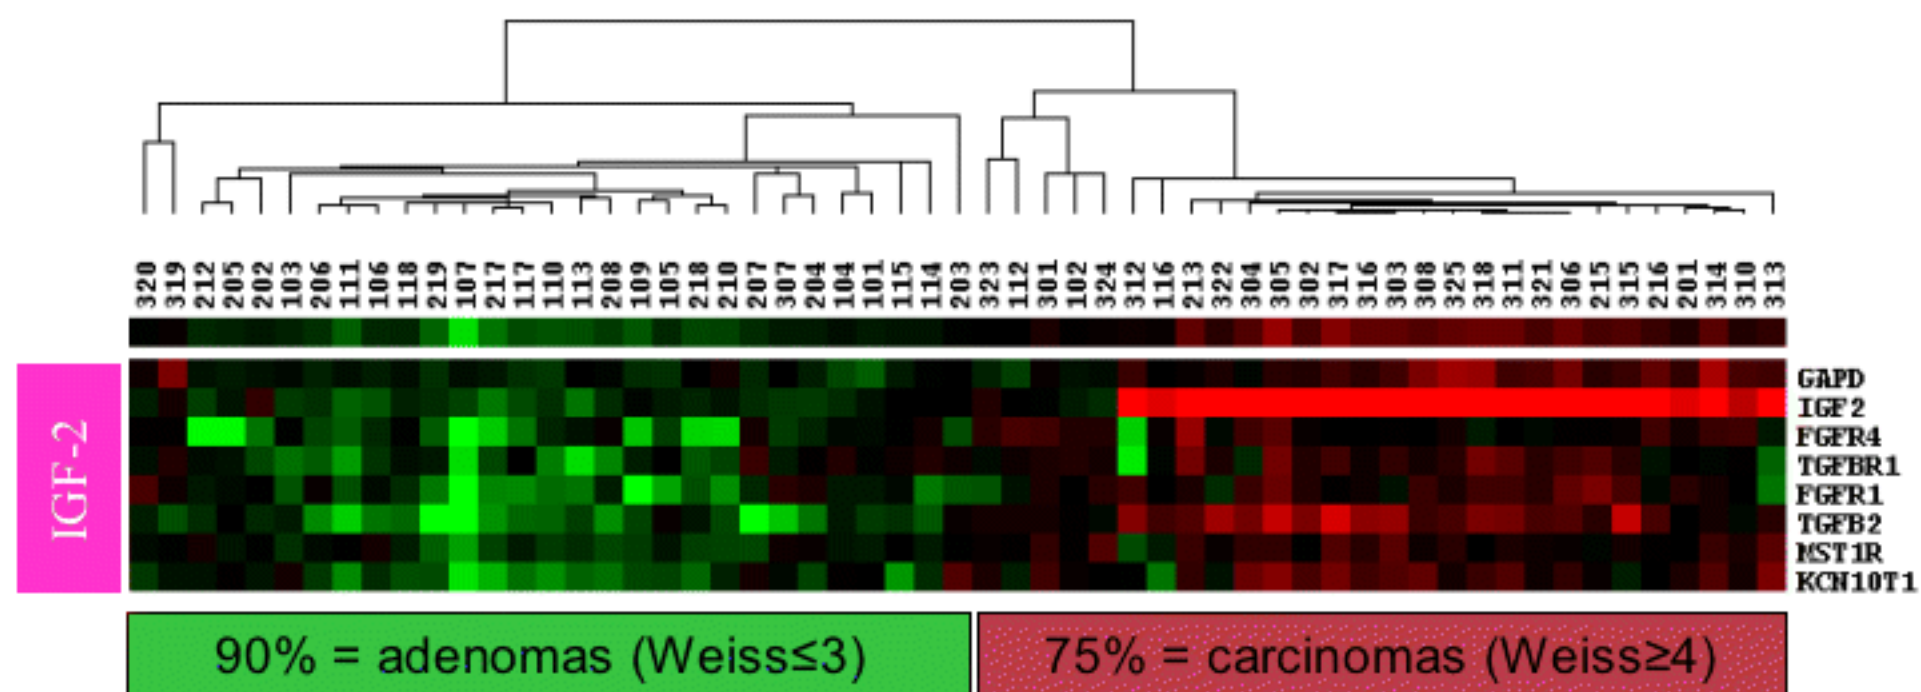 320 319 212 205 202 103 206 111 106 118 219 107 217 117 110 113 208 109 105 218 210 207 307 204 104 101 115 114 203 323 112 301 102 324 312 116 213 322 304 305 302 317 316 303 308 325 318 311 321 306 215 315 216 201 314 310 313
IGF-2
GAPD
IGF2
FGFR4
TGFBR1
FGFR1
TGFB2
MST1R
KCN10T1
90% = adenomas (Weiss≤3)
75% = carcinomas (Weiss≥4)